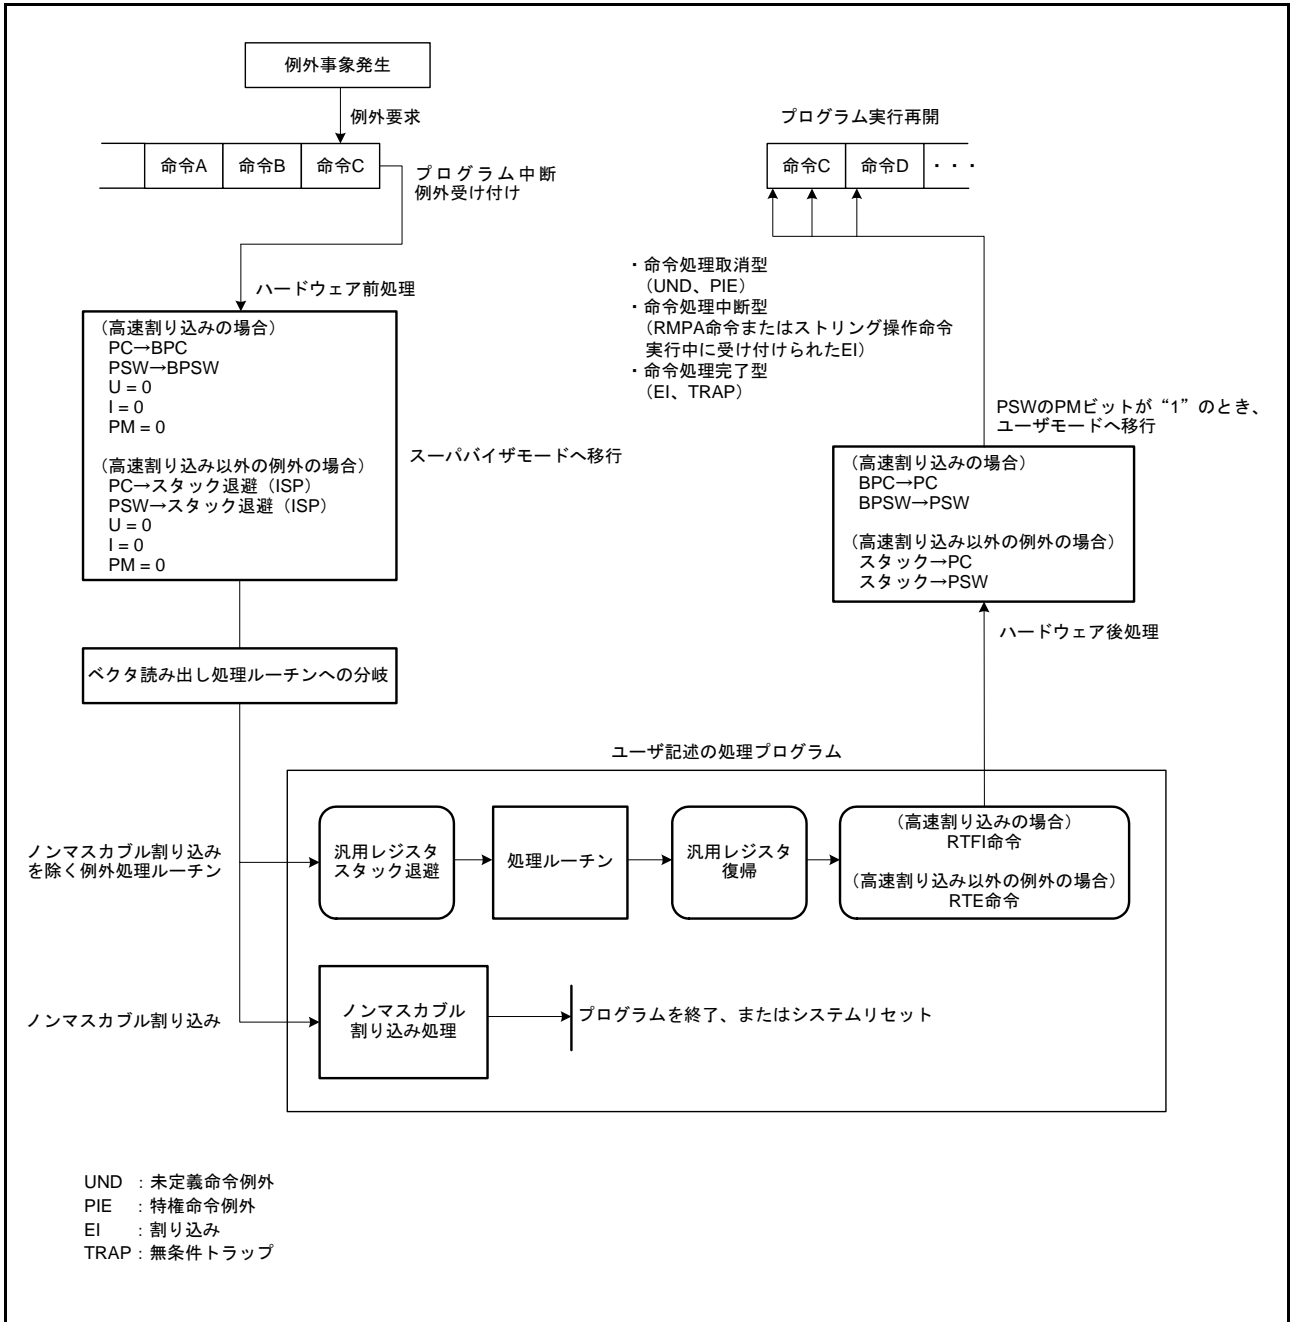 例外事象発生
例外要求
命令A
命令B
命令C
プログラム中断
例外受け付け
プログラム実行再開
命令C
命令D
・・・
ハードウェア前処理
(高速割り込みの場合)
PC→BPC
PSW→BPSW
U = 0
I = 0
PM = 0
(高速割り込み以外の例外の場合)
PC→スタック退避(ISP)
PSW→スタック退避(ISP)
U = 0
I = 0
PM = 0
スーパバイザモードへ移行
・命令処理取消型
(UND、PIE)
・命令処理中断型
(RMPA命令またはストリング操作命令
実行中に受け付けられたEI)
・命令処理完了型
(EI、TRAP)
PSWのPMビットが“1”のとき、
ユーザモードへ移行
(高速割り込みの場合)
BPC→PC
BPSW→PSW
(高速割り込み以外の例外の場合)
スタック→PC
スタック→PSW
ハードウェア後処理
ベクタ読み出し処理ルーチンへの分岐
ユーザ記述の処理プログラム
ノンマスカブル割り込み
を除く例外処理ルーチン
汎用レジスタ
スタック退避
処理ルーチン
汎用レジスタ
復帰
(高速割り込みの場合)
RTFI命令
(高速割り込み以外の例外の場合)
RTE命令
ノンマスカブル割り込み
ノンマスカブル
割り込み処理
プログラムを終了、またはシステムリセット
UND :未定義命令例外
PIE :特権命令例外
EI :割り込み
TRAP:無条件トラップ